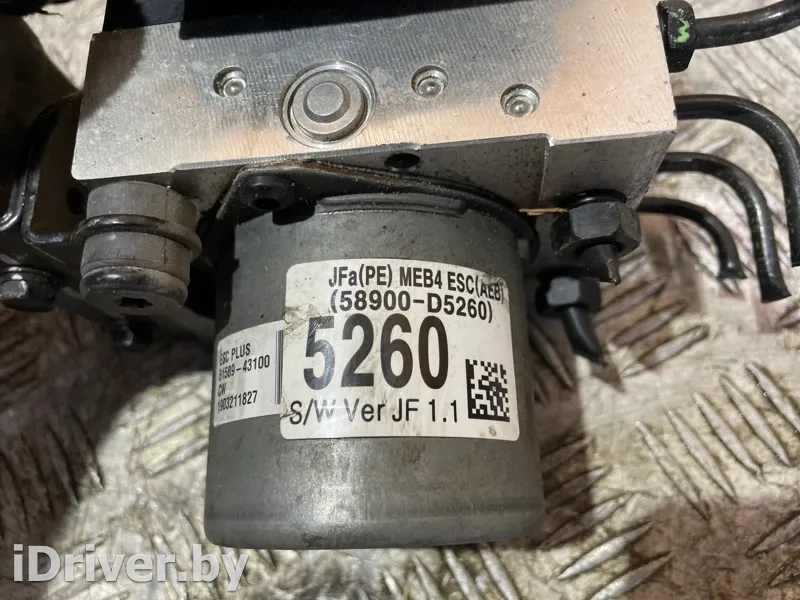 JFa(PE) MEB4 ESC(AEB)
(58900-D5260)
5260
S/W Ver JF 1.1
ESC PLUS
61589-43100
CW
1903211827
iDriver.by